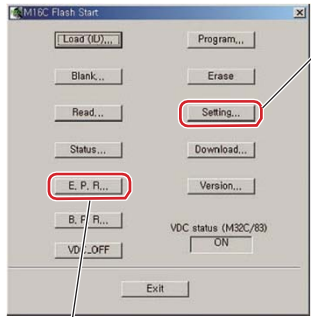 M16C Flash Start
Load (ID)...
Program...
Blank...
Erase
Read...
Setting...
Status...
Download...
E. P. R...
Version...
B. P. R...
VDC status (M32C/83)
ON
VDC_OFF
Exit